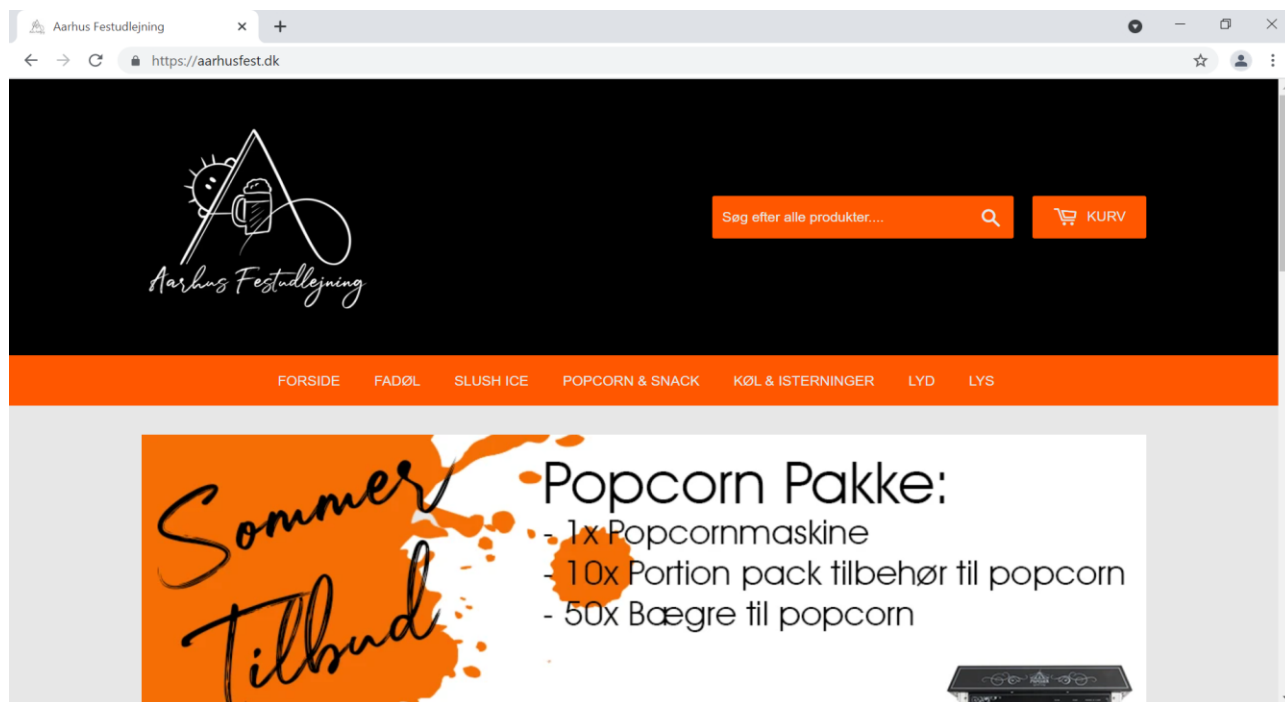 Aarhus Festudlejning
https://aarhusfest.dk
Aarhus Festudlejning
Søg efter alle produkter....
KURV
FORSIDE FADØL SLUSH ICE POPCORN & SNACK KØL & ISTERNINGER LYD LYS
Sommer
Tilbud
Popcorn Pakke:
- 1x Popcornmaskine
- 10x Portion pack tilbehør til popcorn
- 50x Bægre til popcorn